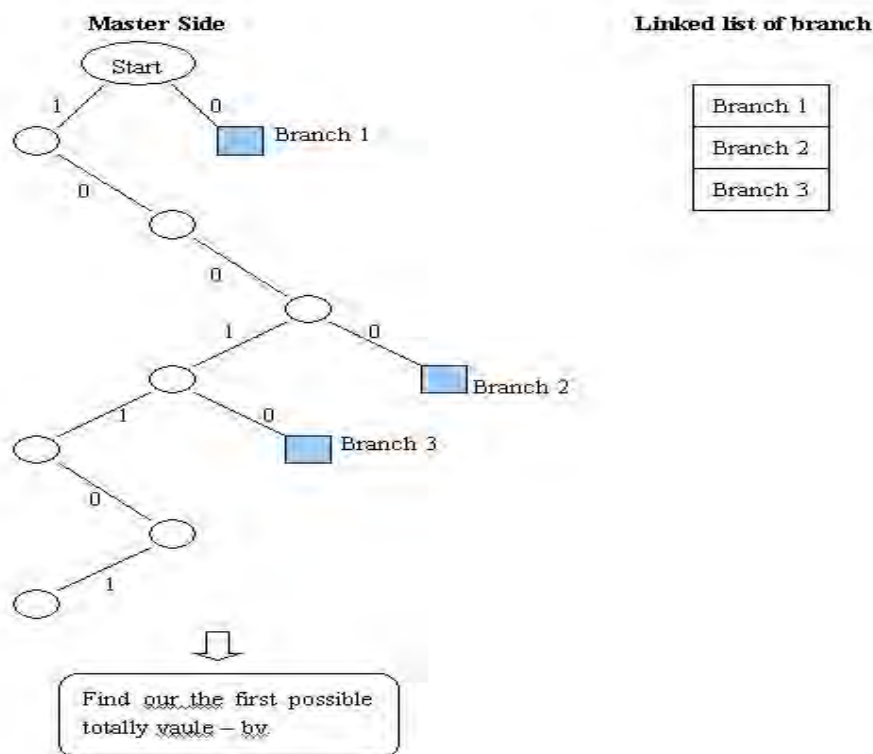 Master Side
Linked list of branch
Start
1
0
Branch 1
Branch 1
Branch 2
Branch 3
0
0
1
0
Branch 2
1
0
Branch 3
0
1
Find our the first possible
totally vaule – bv